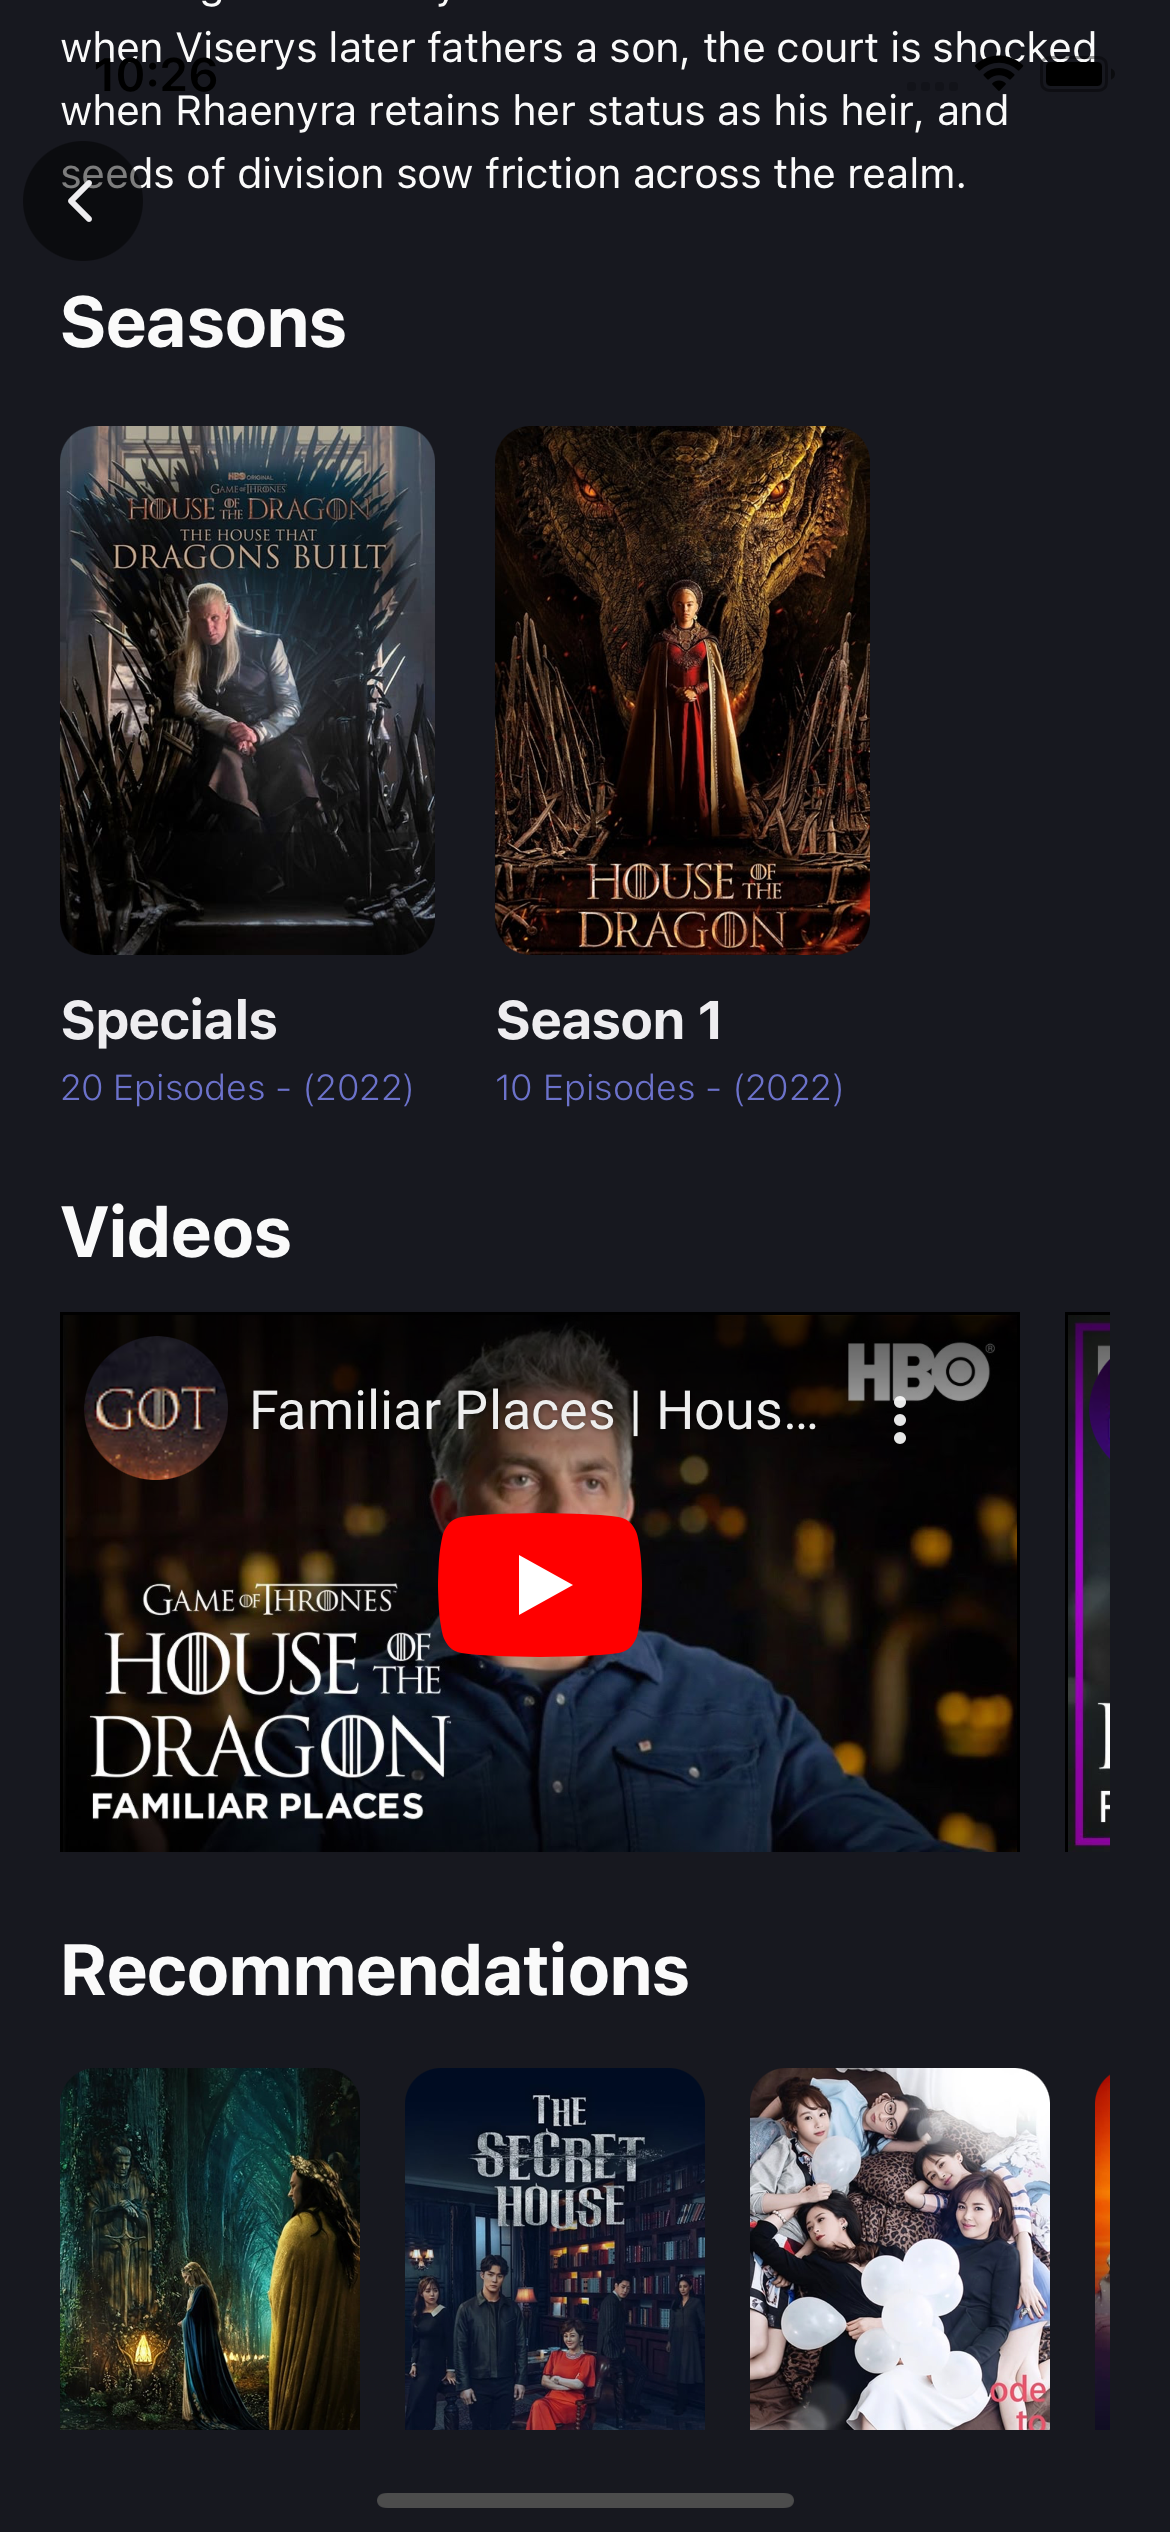 when Viserys later fathers a son, the court is shocked
10:26
when Rhaenyra retains her status as his heir, and
seeds of division sow friction across the realm.
Seasons
HBO ORIGINAL
GAME OF THRONES
HOUSE OF THE DRAGON
THE HOUSE THAT
DRAGONS BUILT
HOUSE OF THE
DRAGON
Specials
Season 1
20 Episodes - (2022)
10 Episodes - (2022)
Videos
GOT
Familiar Places | Hous...
HBO®
GAME OF THRONES
HOUSE OF THE
DRAGON
FAMILIAR PLACES
Recommendations
THE
SECRET
HOUSE
ode
to